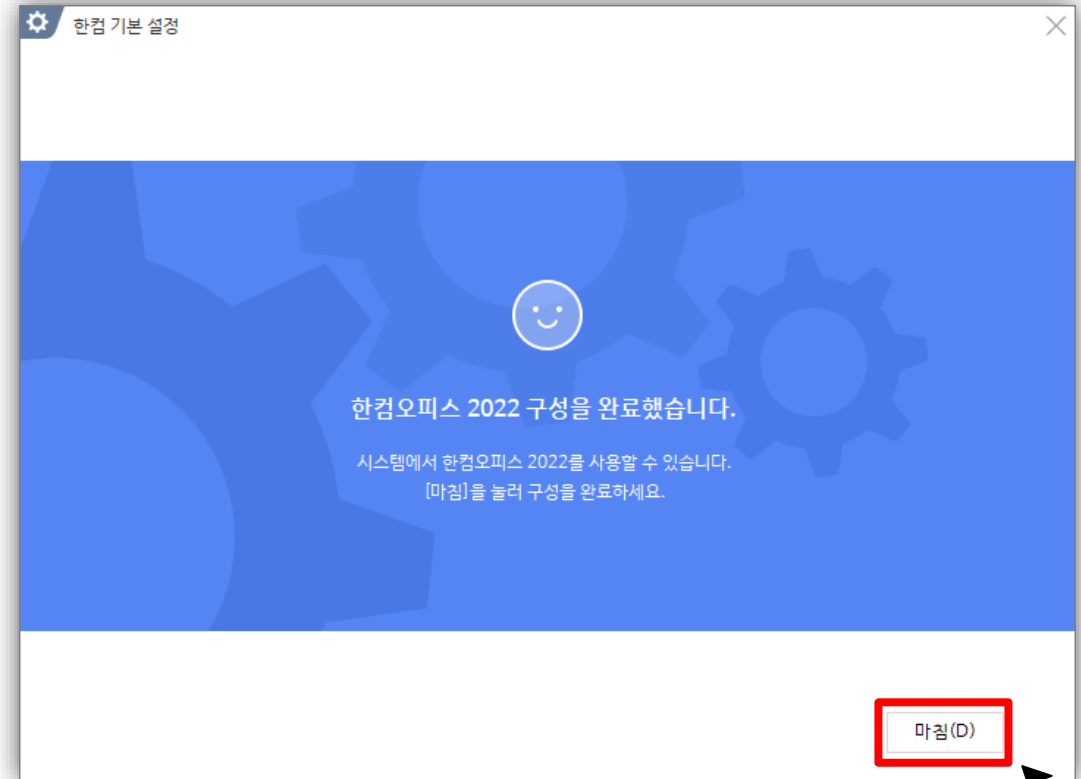 한컴 기본 설정
한컴오피스 2022 구성을 완료했습니다.
시스템에서 한컴오피스 2022를 사용할 수 있습니다.
[마침]을 눌러 구성을 완료하세요.
마침(D)